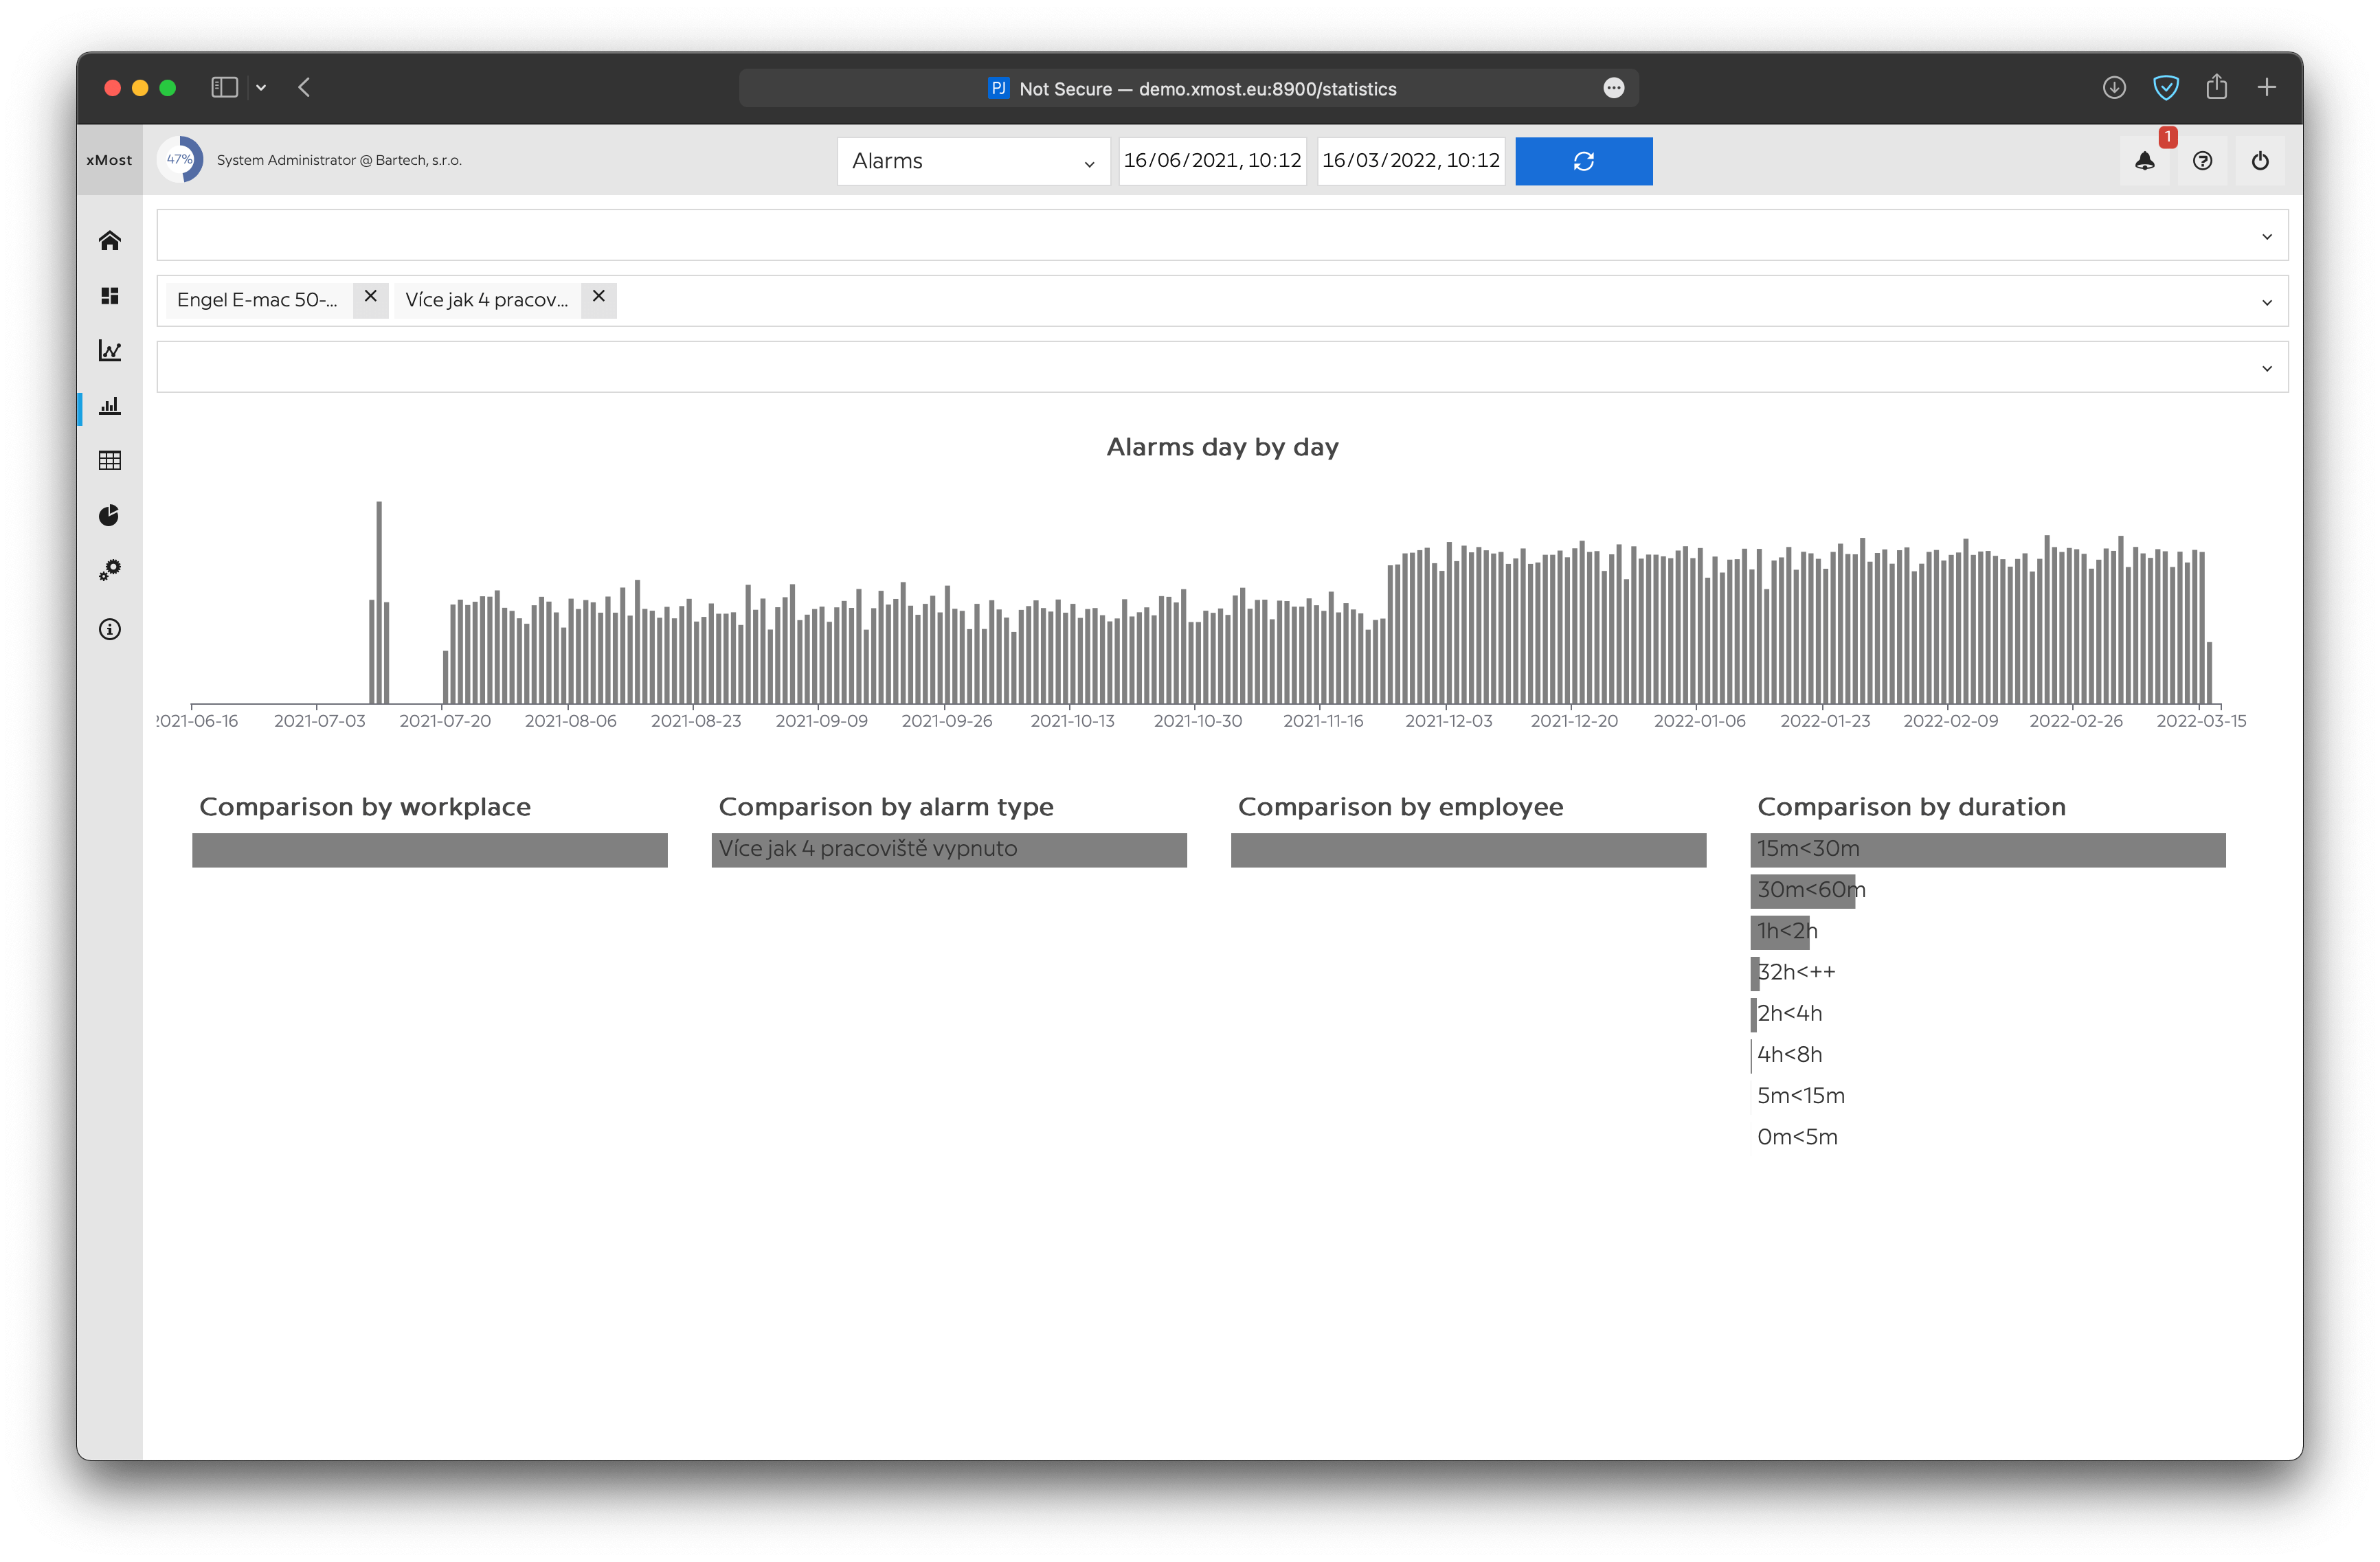 Not Secure — demo.xmost.eu:8900/statistics
xMost
47%
System Administrator @ Bartech, s.r.o.
Alarms
16/06/2021, 10:12
16/03/2022, 10:12
1
Engel E-mac 50-...
Více jak 4 pracov...
Alarms day by day
2021-06-16 2021-07-03 2021-07-20 2021-08-06 2021-08-23 2021-09-09 2021-09-26 2021-10-13 2021-10-30 2021-11-16 2021-12-03 2021-12-20 2022-01-06 2022-01-23 2022-02-09 2022-02-26 2022-03-15
Comparison by workplace
Comparison by alarm type
Více jak 4 pracoviště vypnuto
Comparison by employee
Comparison by duration
15m<30m
30m<60m
1h<2h
32h<++
2h<4h
4h<8h
5m<15m
0m<5m